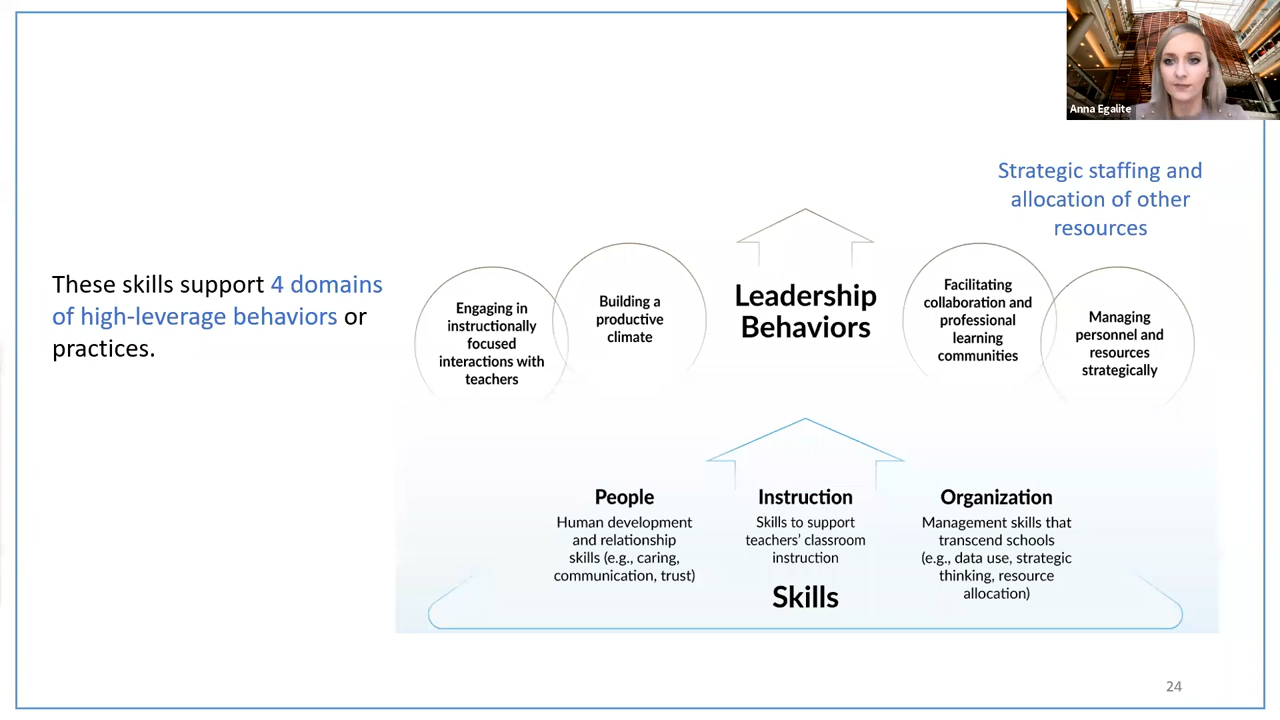 Anna Egalite
Strategic staffing and
allocation of other
resources
These skills support 4 domains
of high-leverage behaviors or
practices.
Engaging in
instructionally
focused
interactions with
teachers
Building a
productive
climate
Leadership
Behaviors
Facilitating
collaboration and
professional
learning
communities
Managing
personnel and
resources
strategically
People
Human development
and relationship
skills (e.g., caring,
communication, trust)
Instruction
Skills to support
teachers’ classroom
instruction
Organization
Management skills that
transcend schools
(e.g., data use, strategic
thinking, resource
allocation)
Skills
24